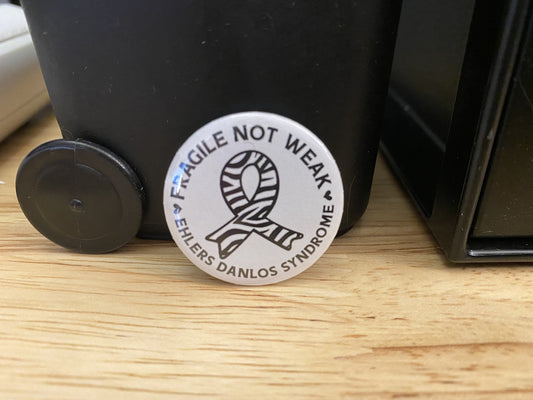 FRAGILE NOT WEAK
EHLERS DANLOS SYNDROME